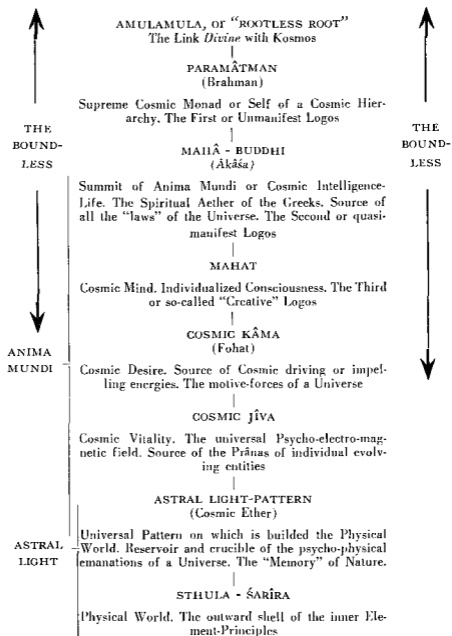 AMULAMULA, or "ROOTLESS ROOT"
The Link Divine with Kosmos
PARAMÂTMAN
(Brahman)
Supreme Cosmic Monad or Self of a Cosmic Hier-
archy. The First or Unmanifest Logos
THE
BOUND-
LESS
THE
BOUND-
LESS
MAHÂ - BUDDHI
(Âkâśa)
Summit of Anima Mundi or Cosmic Intelligence-
Life. The Spiritual Aether of the Greeks. Source of
all the "laws" of the Universe. The Second or quasi-
manifest Logos
MAHAT
Cosmic Mind. Individualized Consciousness. The Third
or so-called "Creative" Logos
COSMIC KÂMA
(Fohat)
ANIMA
MUNDI
Cosmic Desire. Source of Cosmic driving or impel-
ling energies. The motive-forces of a Universe
COSMIC JÎVA
Cosmic Vitality. The universal Psycho-electro-mag-
netic field. Source of the Prânas of individual evolv-
ing entities
ASTRAL LIGHT-PATTERN
(Cosmic Ether)
ASTRAL
LIGHT
Universal Pattern on which is builded the Physical
World. Reservoir and crucible of the psycho-physical
emanations of a Universe. The "Memory" of Nature.
STHULA - ŚARÎRA
Physical World. The outward shell of the inner Ele-
ment-Principles